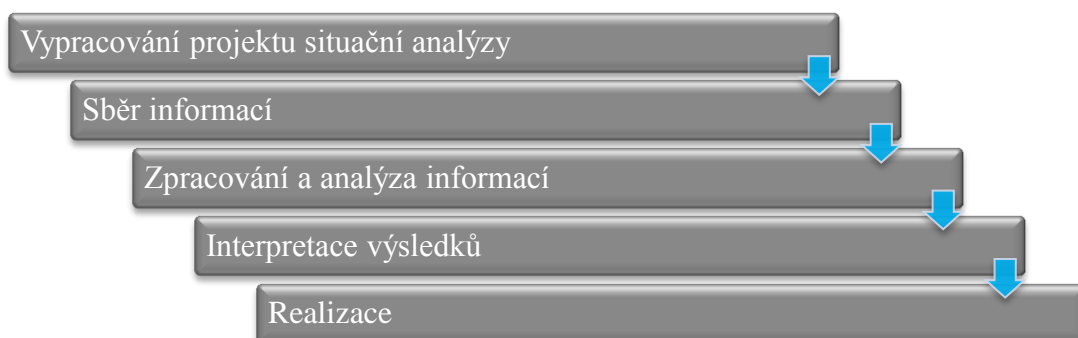 Vypracování projektu situační analýzy
Sběr informací
Zpracování a analýza informací
Interpretace výsledků
Realizace